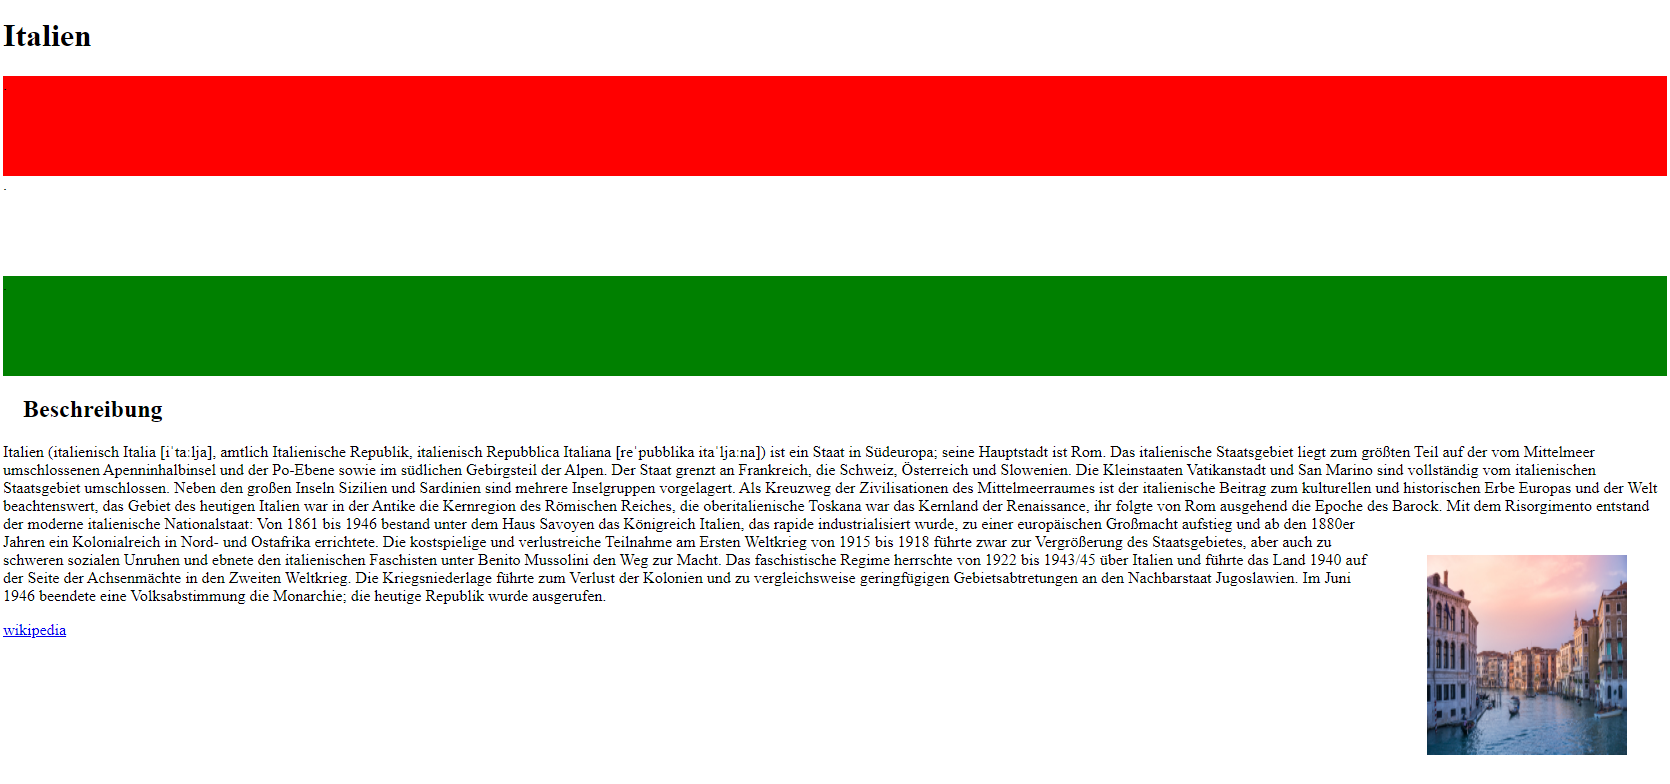 Italien
.
.
.
Beschreibung
Italien (italienisch Italia [iˈtaːlja], amtlich Italienische Republik, italienisch Repubblica Italiana [reˈpubblika itaˈljaːna]) ist ein Staat in Südeuropa; seine Hauptstadt ist Rom. Das italienische Staatsgebiet liegt zum größten Teil auf der vom Mittelmeer
umschlossenen Apenninhalbinsel und der Po-Ebene sowie im südlichen Gebirgsteil der Alpen. Der Staat grenzt an Frankreich, die Schweiz, Österreich und Slowenien. Die Kleinstaaten Vatikanstadt und San Marino sind vollständig vom italienischen
Staatsgebiet umschlossen. Neben den großen Inseln Sizilien und Sardinien sind mehrere Inselgruppen vorgelagert. Als Kreuzweg der Zivilisationen des Mittelmeerraumes ist der italienische Beitrag zum kulturellen und historischen Erbe Europas und der Welt
beachtenswert, das Gebiet des heutigen Italien war in der Antike die Kernregion des Römischen Reiches, die oberitalienische Toskana war das Kernland der Renaissance, ihr folgte von Rom ausgehend die Epoche des Barock. Mit dem Risorgimento entstand
der moderne italienische Nationalstaat: Von 1861 bis 1946 bestand unter dem Haus Savoyen das Königreich Italien, das rapide industrialisiert wurde, zu einer europäischen Großmacht aufstieg und ab den 1880er
Jahren ein Kolonialreich in Nord- und Ostafrika errichtete. Die kostspielige und verlustreiche Teilnahme am Ersten Weltkrieg von 1915 bis 1918 führte zwar zur Vergrößerung des Staatsgebietes, aber auch zu
schweren sozialen Unruhen und ebnete den italienischen Faschisten unter Benito Mussolini den Weg zur Macht. Das faschistische Regime herrschte von 1922 bis 1943/45 über Italien und führte das Land 1940 auf
der Seite der Achsenmächte in den Zweiten Weltkrieg. Die Kriegsniederlage führte zum Verlust der Kolonien und zu vergleichsweise geringfügigen Gebietsabtretungen an den Nachbarstaat Jugoslawien. Im Juni
1946 beendete eine Volksabstimmung die Monarchie; die heutige Republik wurde ausgerufen.
wikipedia